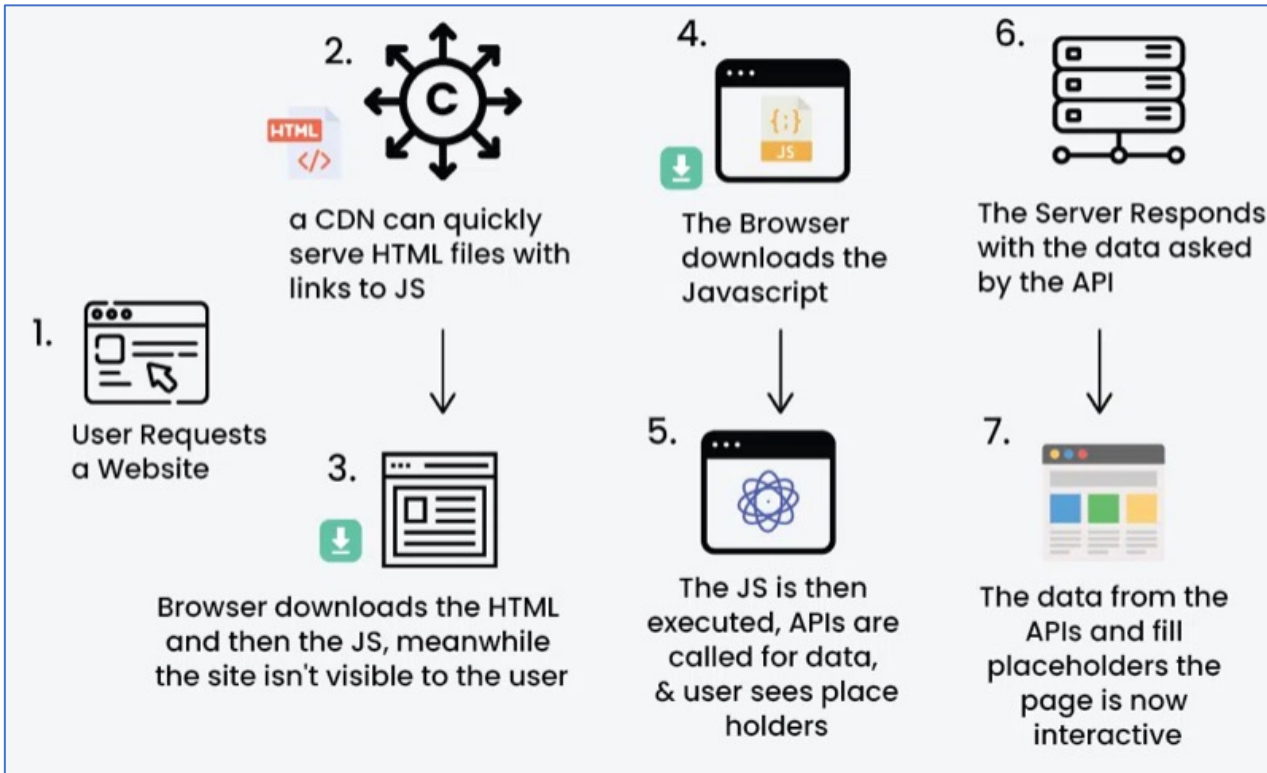 1.
User Requests
a Website
2.
C
HTML
</>
a CDN can quickly
serve HTML files with
links to JS
3.
Browser downloads the HTML
and then the JS, meanwhile
the site isn't visible to the user
4.
{;}
JS
The Browser
downloads the
Javascript
5.
The JS is then
executed, APIs are
called for data,
& user sees place
holders
6.
The Server Responds
with the data asked
by the API
7.
The data from the
APIs and fill
placeholders the
page is now
interactive